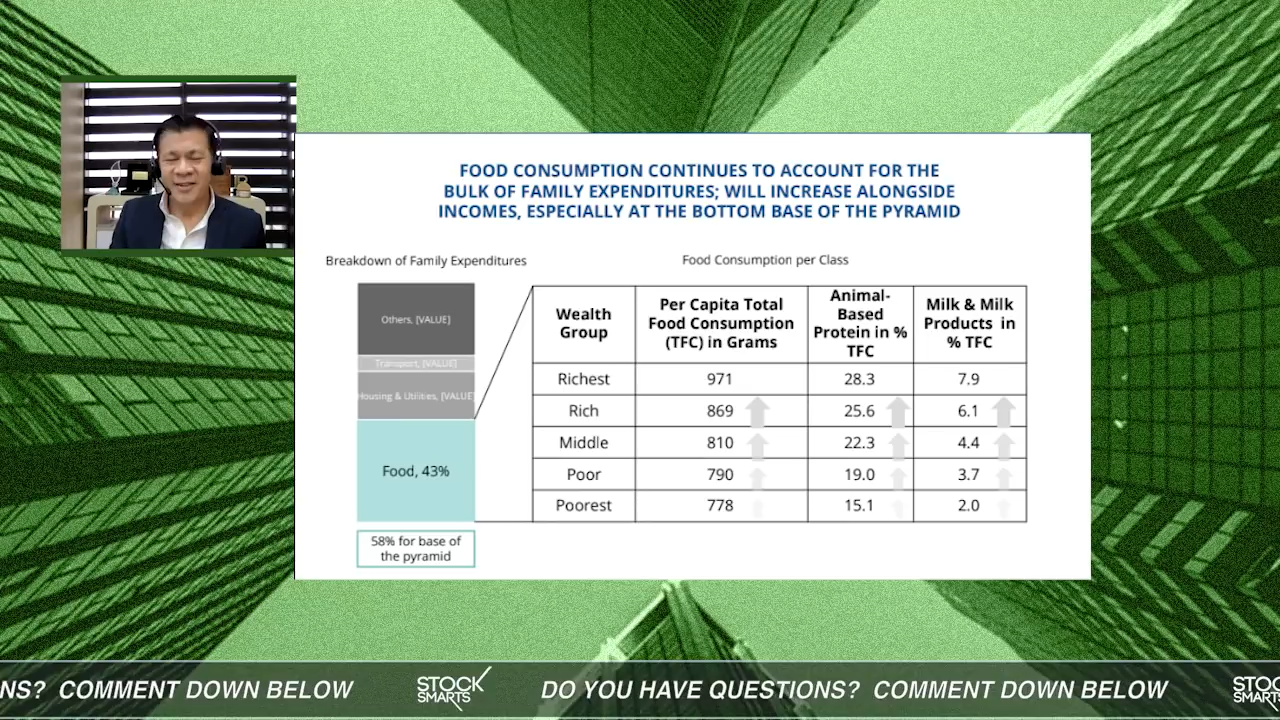 FOOD CONSUMPTION CONTINUES TO ACCOUNT FOR THE
BULK OF FAMILY EXPENDITURES; WILL INCREASE ALONGSIDE
INCOMES, ESPECIALLY AT THE BOTTOM BASE OF THE PYRAMID
Breakdown of Family Expenditures
Others, [VALUE]
Transport, [VALUE]
Housing & Utilities, [VALUE]
Food, 43%
58% for base of
the pyramid
Food Consumption per Class
Wealth
Group
Per Capita Total
Food Consumption
(TFC) in Grams
Animal-
Based
Protein in %
TFC
Milk & Milk
Products in
% TFC
Richest 971 28.3 7.9
Rich 869 25.6 6.1
Middle 810 22.3 4.4
Poor 790 19.0 3.7
Poorest 778 15.1 2.0
NS? COMMENT DOWN BELOW STOCK SMARTS DO YOU HAVE QUESTIONS? COMMENT DOWN BELOW STOC SMAR